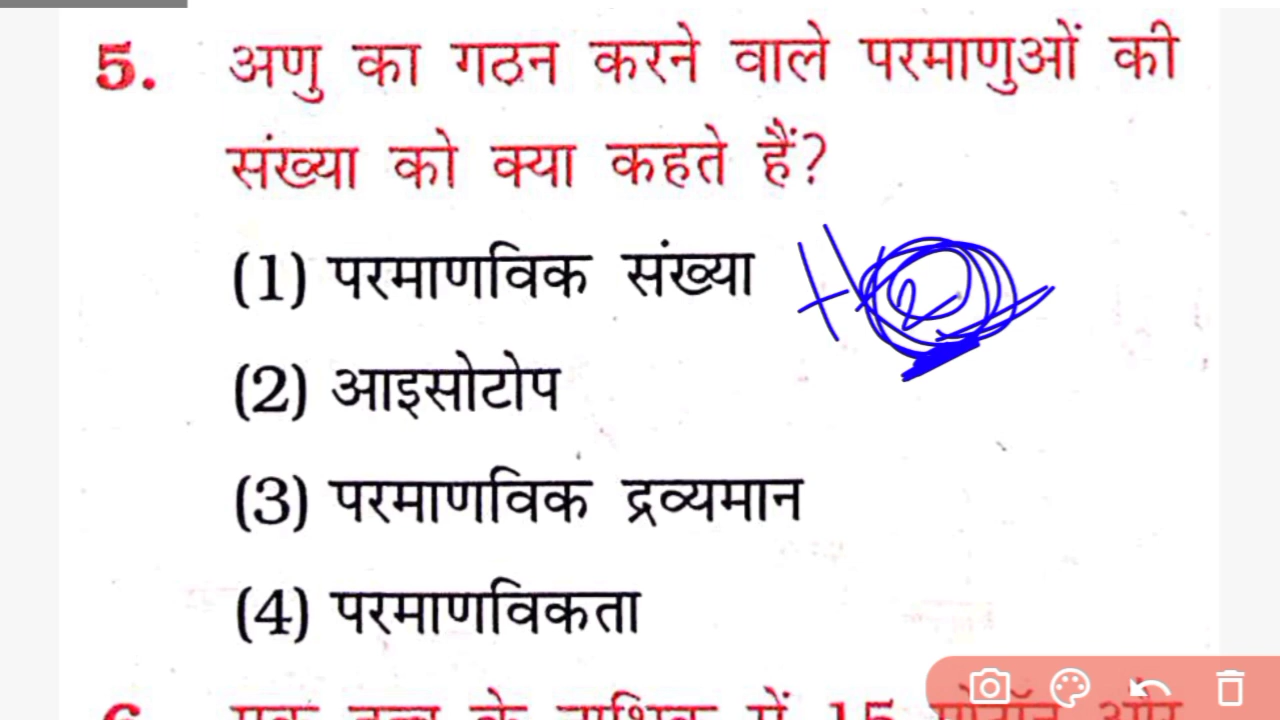 5. अणु का गठन करने वाले परमाणुओं की
संख्या को क्या कहते हैं?
(1) परमाणविक संख्या
(2) आइसोटोप
(3) परमाणविक द्रव्यमान
(4) परमाणविकता